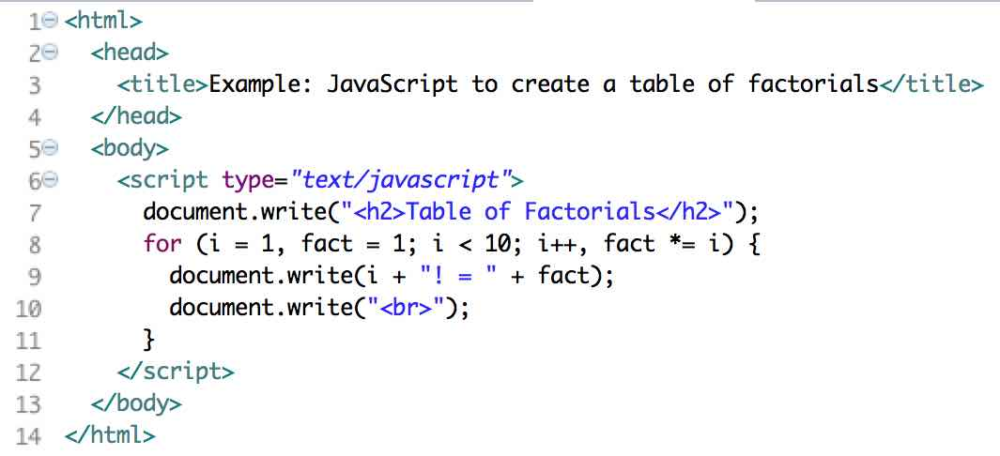 1 <html>
2   <head>
3     <title>Example: JavaScript to create a table of factorials</title>
4   </head>
5   <body>
6     <script type="text/javascript">
7       document.write("<h2>Table of Factorials</h2>");
8       for (i = 1, fact = 1; i < 10; i++, fact *= i) {
9         document.write(i + "! = " + fact);
10         document.write("<br>");
11       }
12     </script>
13   </body>
14 </html>